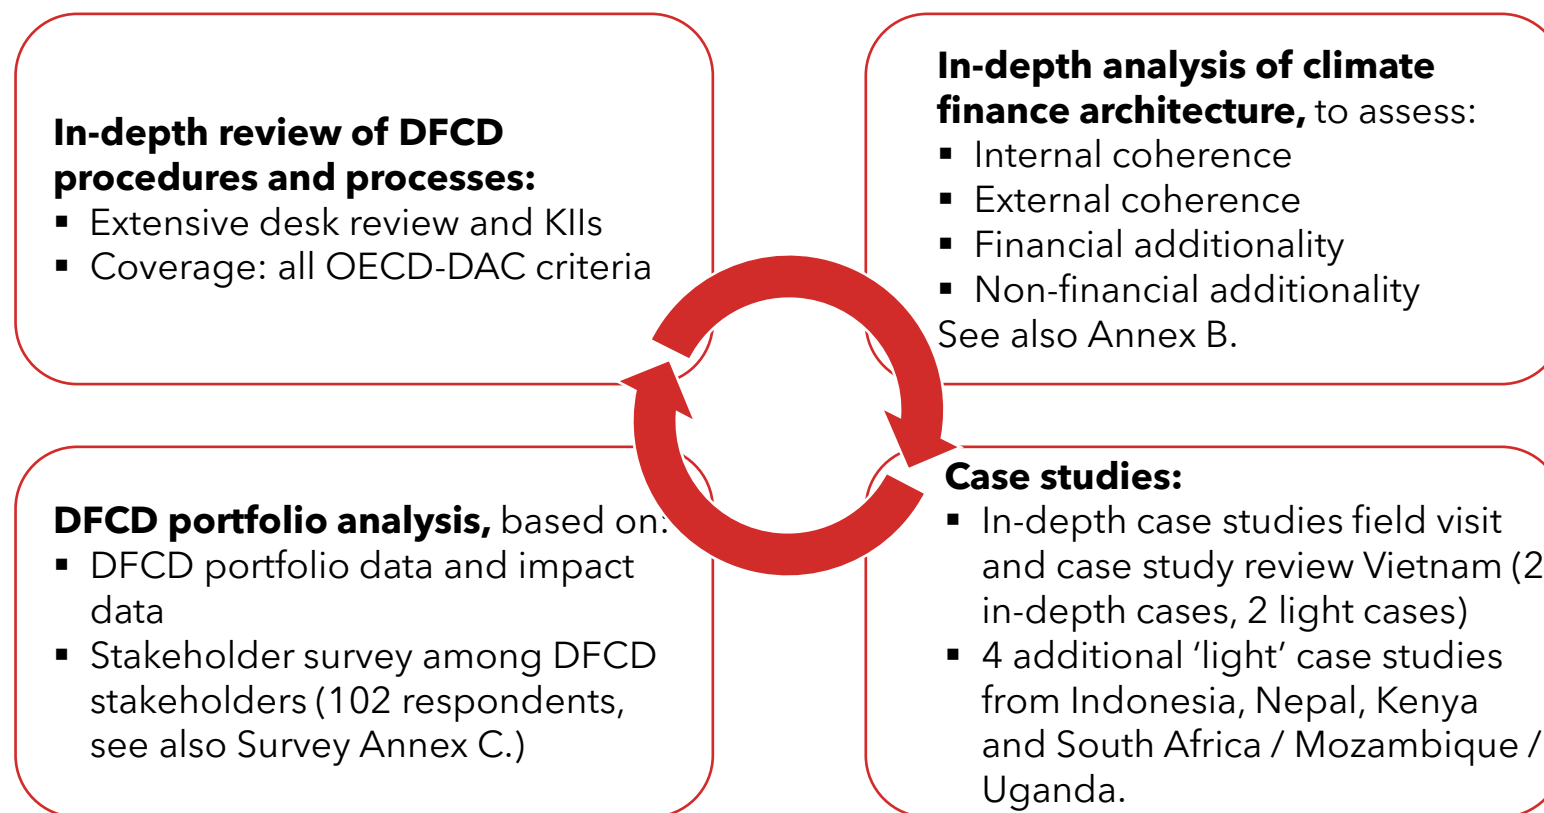 In-depth review of DFCD
procedures and processes:
▪ Extensive desk review and KIIs
▪ Coverage: all OECD-DAC criteria
In-depth analysis of climate
finance architecture, to assess:
▪ Internal coherence
▪ External coherence
▪ Financial additionality
▪ Non-financial additionality
See also Annex B.
DFCD portfolio analysis, based on:
▪ DFCD portfolio data and impact
data
▪ Stakeholder survey among DFCD
stakeholders (102 respondents,
see also Survey Annex C.)
Case studies:
▪ In-depth case studies field visit
and case study review Vietnam (2
in-depth cases, 2 light cases)
▪ 4 additional ‘light’ case studies
from Indonesia, Nepal, Kenya
and South Africa / Mozambique /
Uganda.